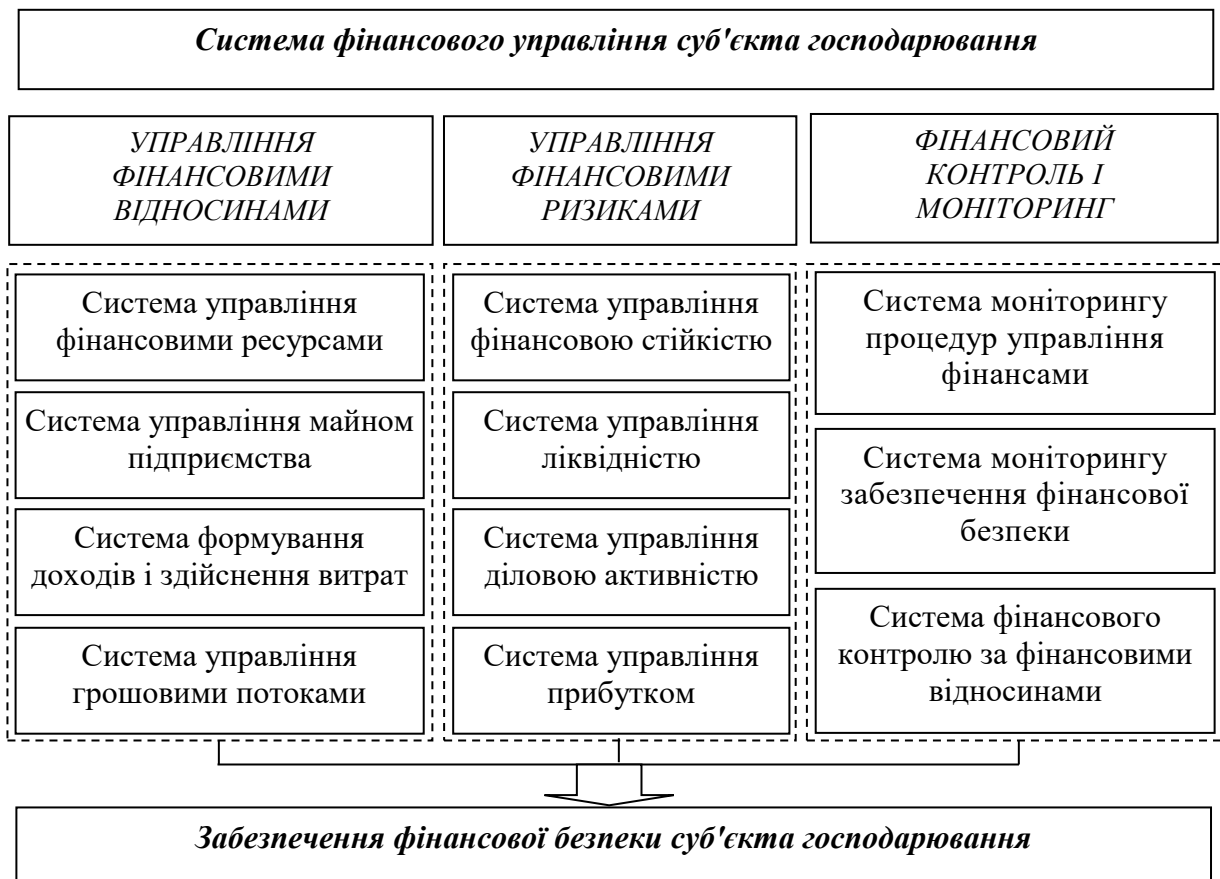 Система фінансового управління суб'єкта господарювання
УПРАВЛІННЯ
ФІНАНСОВИМИ
ВІДНОСИНАМИ
Система управління
фінансовими ресурсами
Система управління майном
підприємства
Система формування
доходів і здійснення витрат
Система управління
грошовими потоками
УПРАВЛІННЯ
ФІНАНСОВИМИ
РИЗИКАМИ
Система управління
фінансовою стійкістю
Система управління
ліквідністю
Система управління
діловою активністю
Система управління
прибутком
ФІНАНСОВИЙ
КОНТРОЛЬ І
МОНІТОРИНГ
Система моніторингу
процедур управління
фінансами
Система моніторингу
забезпечення фінансової
безпеки
Система фінансового
контролю за фінансовими
відносинами
Забезпечення фінансової безпеки суб'єкта господарювання